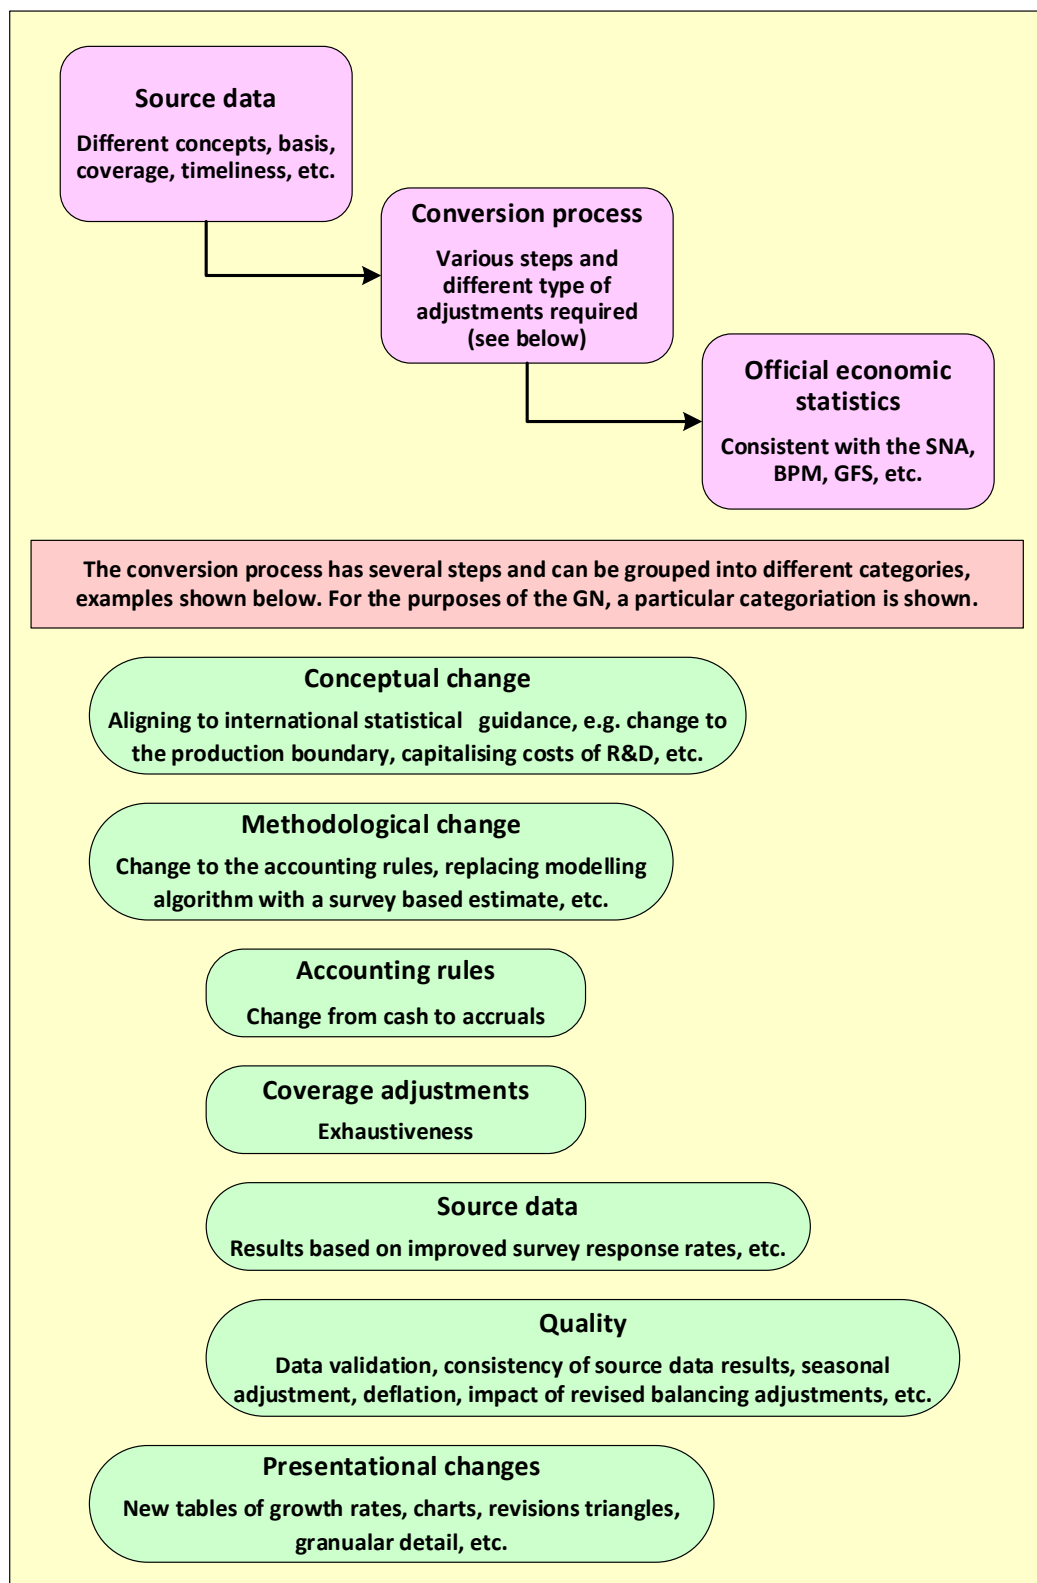 Source data
Different concepts, basis,
coverage, timeliness, etc.
Conversion process
Various steps and
different type of
adjustments required
(see below)
Official economic
statistics
Consistent with the SNA,
BPM, GFS, etc.
The conversion process has several steps and can be grouped into different categories,
examples shown below. For the purposes of the GN, a particular categoriation is shown.
Conceptual change
Aligning to international statistical guidance, e.g. change to
the production boundary, capitalising costs of R&D, etc.
Methodological change
Change to the accounting rules, replacing modelling
algorithm with a survey based estimate, etc.
Accounting rules
Change from cash to accruals
Coverage adjustments
Exhaustiveness
Source data
Results based on improved survey response rates, etc.
Quality
Data validation, consistency of source data results, seasonal
adjustment, deflation, impact of revised balancing adjustments, etc.
Presentational changes
New tables of growth rates, charts, revisions triangles,
granualar detail, etc.